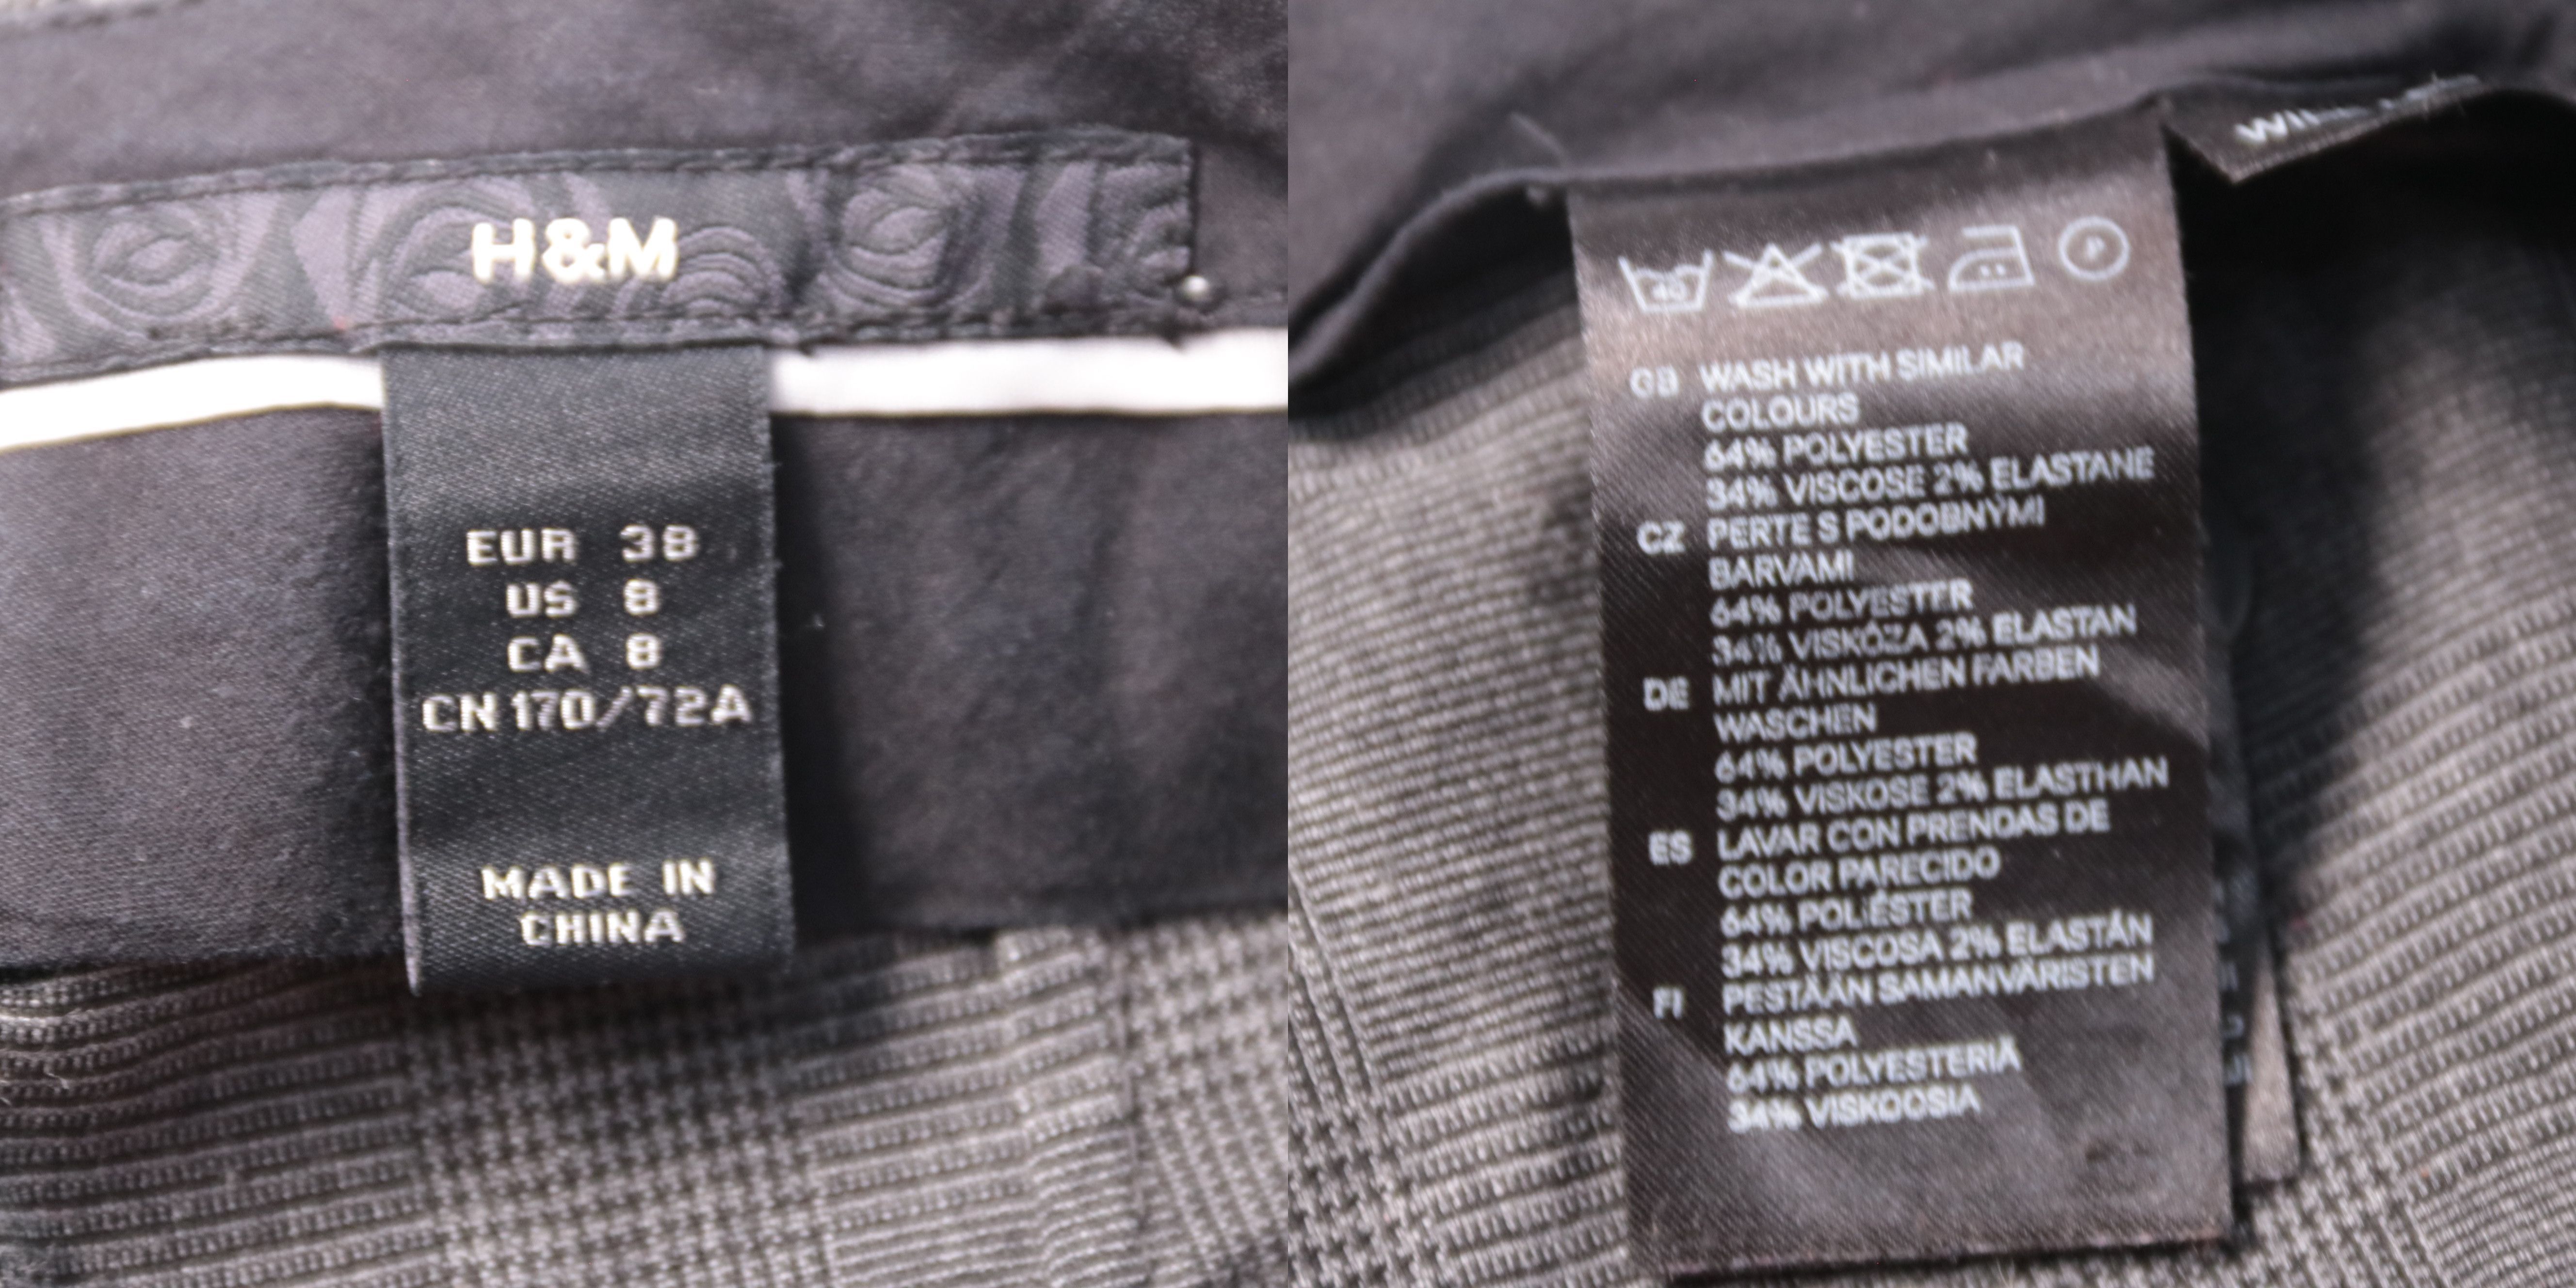 H&M
EUR 38
US 8
CA 8
CN 170/72A
MADE IN
CHINA
40
P
GB WASH WITH SIMILAR
COLOURS
64% POLYESTER
34% VISCOSE 2% ELASTANE
CZ PERTE S PODOBNÝMI
BARVAMI
64% POLYESTER
34% VISKÓZA 2% ELASTAN
DE MIT ÄHNLICHEN FARBEN
WASCHEN
64% POLYESTER
34% VISKOSE 2% ELASTHAN
ES LAVAR CON PRENDAS DE
COLOR PARECIDO
64% POLIÉSTER
34% VISCOSA 2% ELASTÁN
FI PESTÄÄN SAMANVÄRISTEN
KANSSA
64% POLYESTERIÄ
34% VISKOOSIA